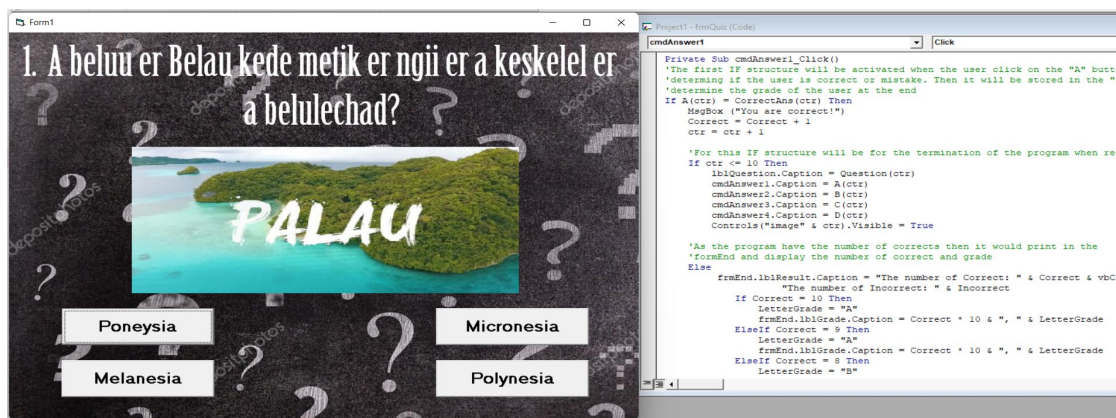 Form1
1. A beluu er Belau kede metik er ngii er a keskelel er
a belulechad?
PALAU
Poneysia
Micronesia
Melanesia
Polynesia
depositphotos
depositphotos
Project1 - frmQuiz (Code)
cmdAnswer1
Click
Private Sub cmdAnswer1_Click()
'The first IF structure will be activated when the user click on the "A" butt
'determing if the user is correct or mistake. Then it will be stored in the "
'determine the grade of the user at the end
If A(ctr) = CorrectAns(ctr) Then
MsgBox ("You are correct!")
Correct = Correct + 1
ctr = ctr + 1
'For this IF structure will be for the termination of the program when re
If ctr <= 10 Then
lblQuestion.Caption = Question(ctr)
cmdAnswer1.Caption = A(ctr)
cmdAnswer2.Caption = B(ctr)
cmdAnswer3.Caption = C(ctr)
cmdAnswer4.Caption = D(ctr)
Controls("image" & ctr).Visible = True
'As the program have the number of corrects then it would print in the
'formEnd and display the number of correct and grade
Else
frmEnd.lblResult.Caption = "The number of Correct: " & Correct & vbC
"The number of Incorrect: " & Incorrect
If Correct = 10 Then
LetterGrade = "A"
frmEnd.lblGrade.Caption = Correct * 10 & ", " & LetterGrade
ElseIf Correct = 9 Then
LetterGrade = "A"
frmEnd.lblGrade.Caption = Correct * 10 & ", " & LetterGrade
ElseIf Correct = 8 Then
LetterGrade = "B"